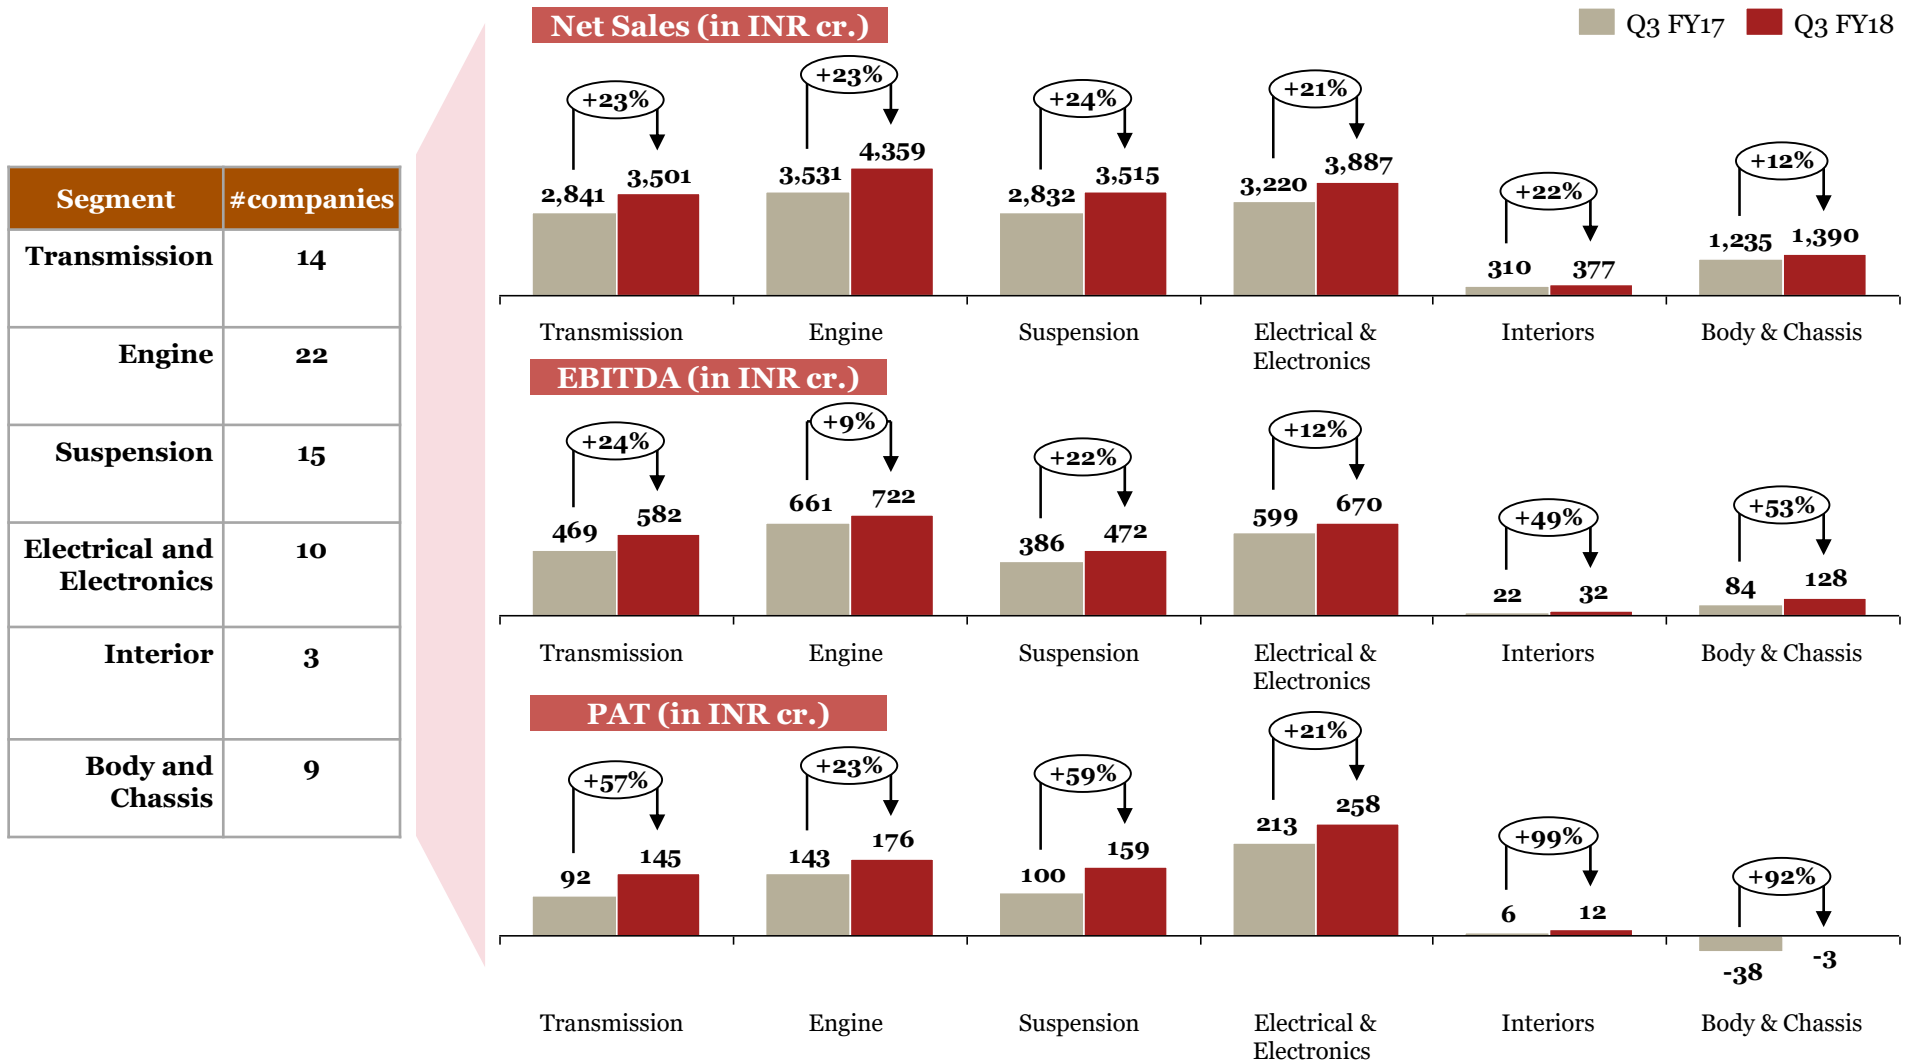 Segment #companies
Transmission 14
Engine 22
Suspension 15
Electrical and
Electronics 10
Interior 3
Body and
Chassis 9
Net Sales (in INR cr.)
Q3 FY17 Q3 FY18
+23% +23% +24% +21% +22% +12%
2,841 3,501 3,531 4,359 2,832 3,515 3,220 3,887 310 377 1,235 1,390
Transmission Engine Suspension Electrical & Interiors Body & Chassis
Electronics
EBITDA (in INR cr.)
+24% +9% +22% +12% +49% +53%
469 582 661 722 386 472 599 670 22 32 84 128
Transmission Engine Suspension Electrical & Interiors Body & Chassis
Electronics
PAT (in INR cr.)
+57% +23% +59% +21% +99% +92%
92 145 143 176 100 159 213 258 6 12 -38 -3
Transmission Engine Suspension Electrical & Interiors Body & Chassis
Electronics